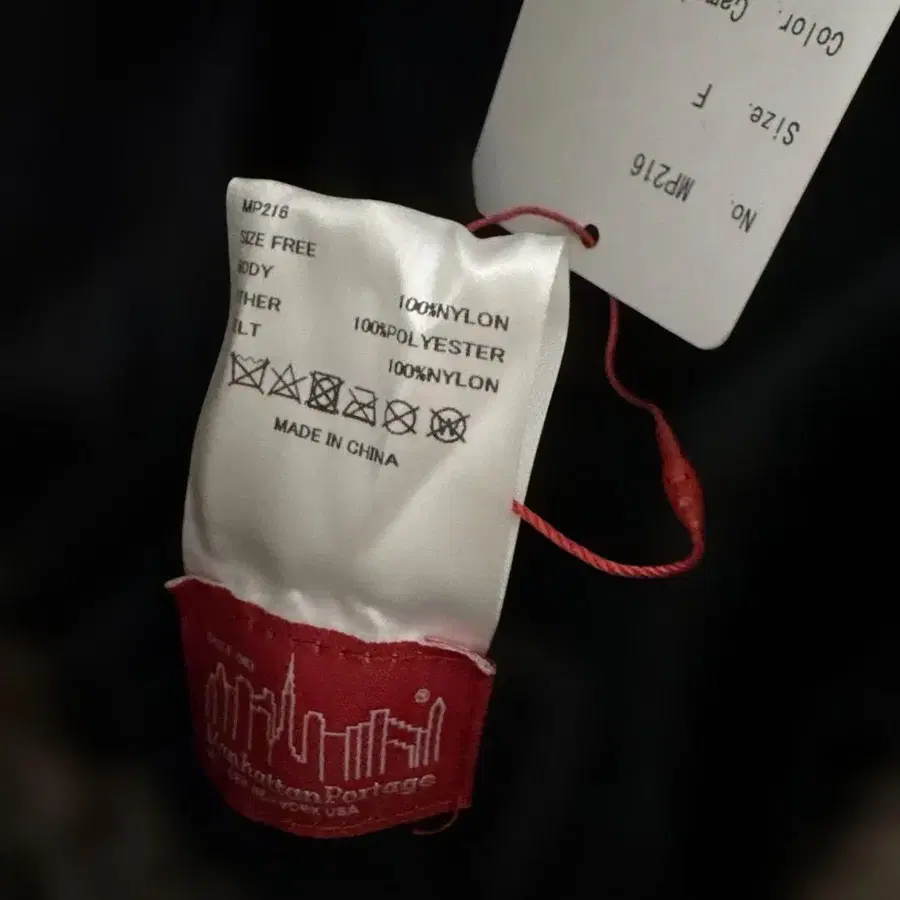 MP216
SIZE FREE
BODY 100%NYLON
THER 100%POLYESTER
LT 100%NYLON
W
MADE IN CHINA
Manhattan Portage
NEW YORK USA
®
No. MP216
Size. F
Color.